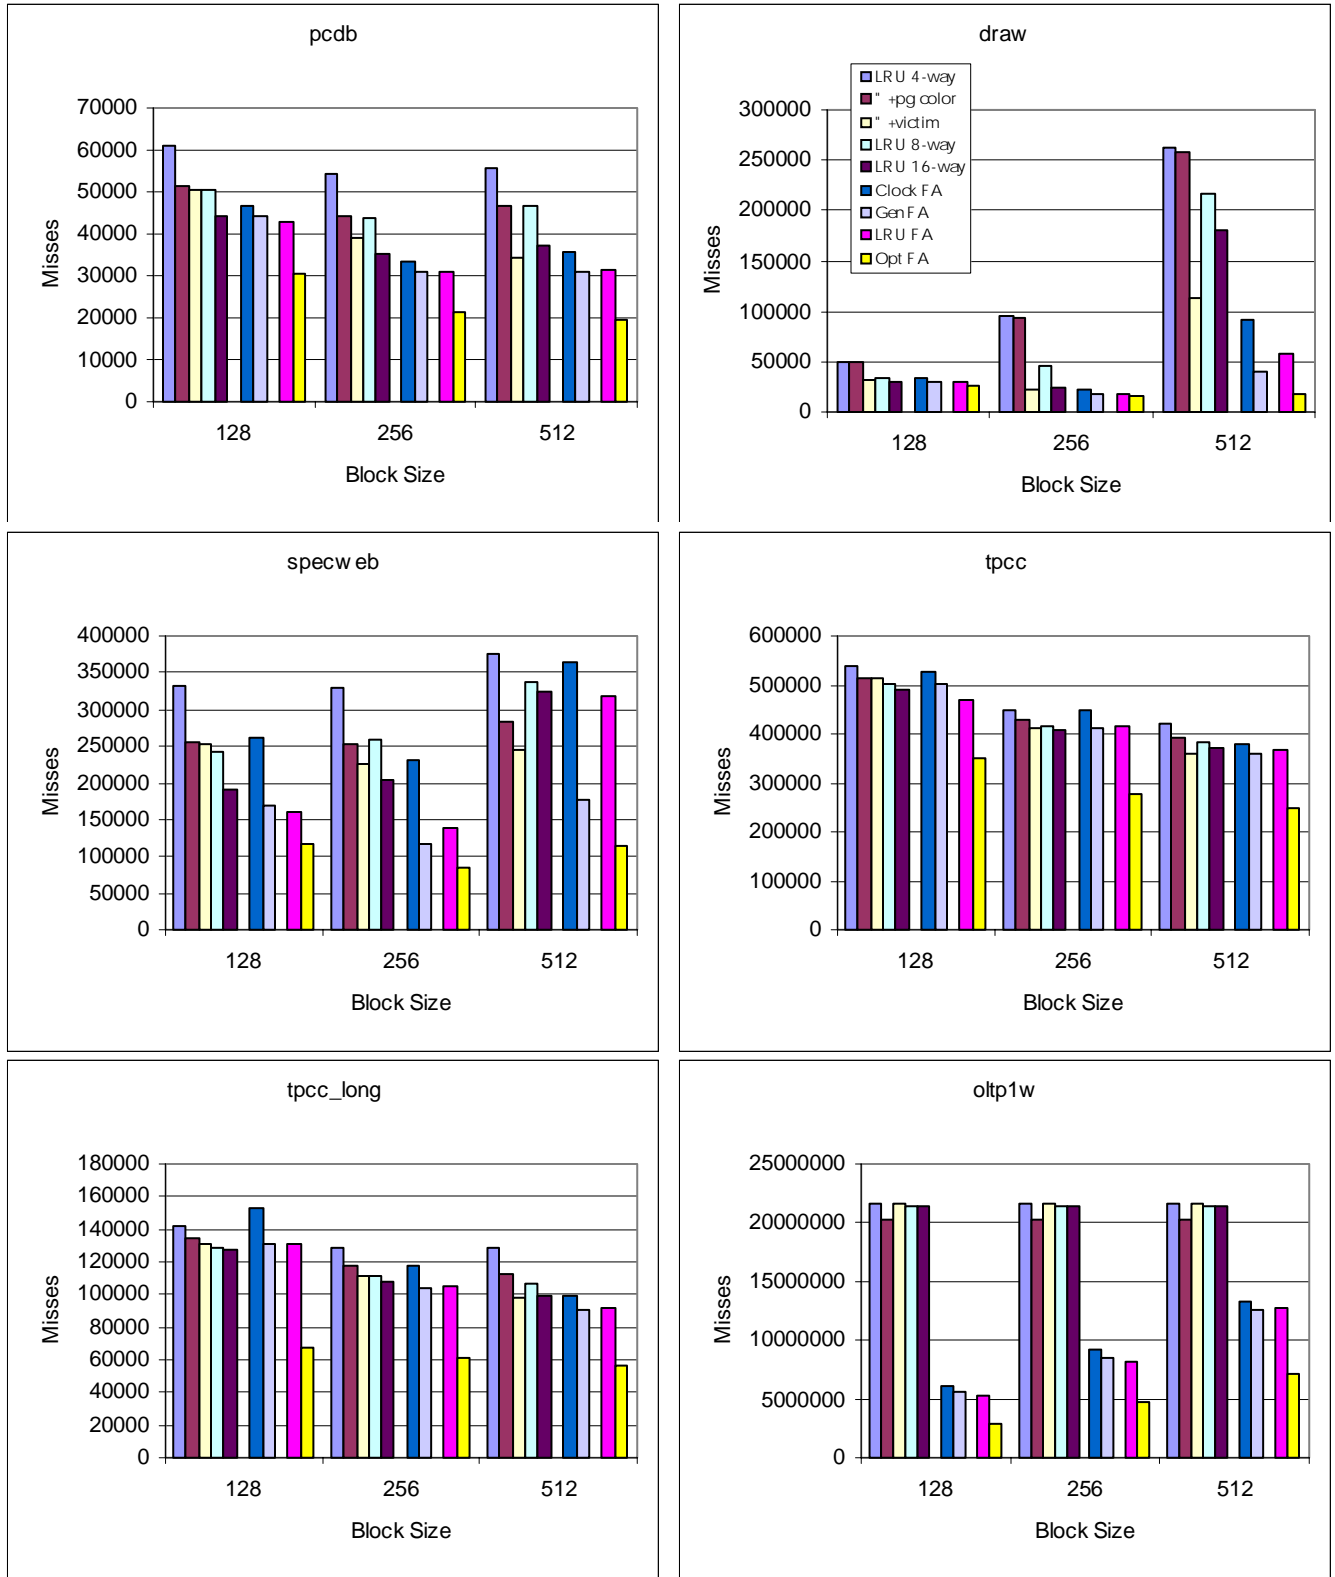 pcdb
70000
60000
50000
40000
30000
20000
10000
0
Misses
128 256 512
Block Size
draw
LRU 4-way
" +pg color
" +victim
LRU 8-way
LRU 16-way
Clock FA
Gen FA
LRU FA
Opt FA
300000
250000
200000
150000
100000
50000
0
Misses
128 256 512
Block Size
specweb
400000
350000
300000
250000
200000
150000
100000
50000
0
Misses
128 256 512
Block Size
tpcc
600000
500000
400000
300000
200000
100000
0
Misses
128 256 512
Block Size
tpcc_long
180000
160000
140000
120000
100000
80000
60000
40000
20000
0
Misses
128 256 512
Block Size
oltp1w
25000000
20000000
15000000
10000000
5000000
0
Misses
128 256 512
Block Size